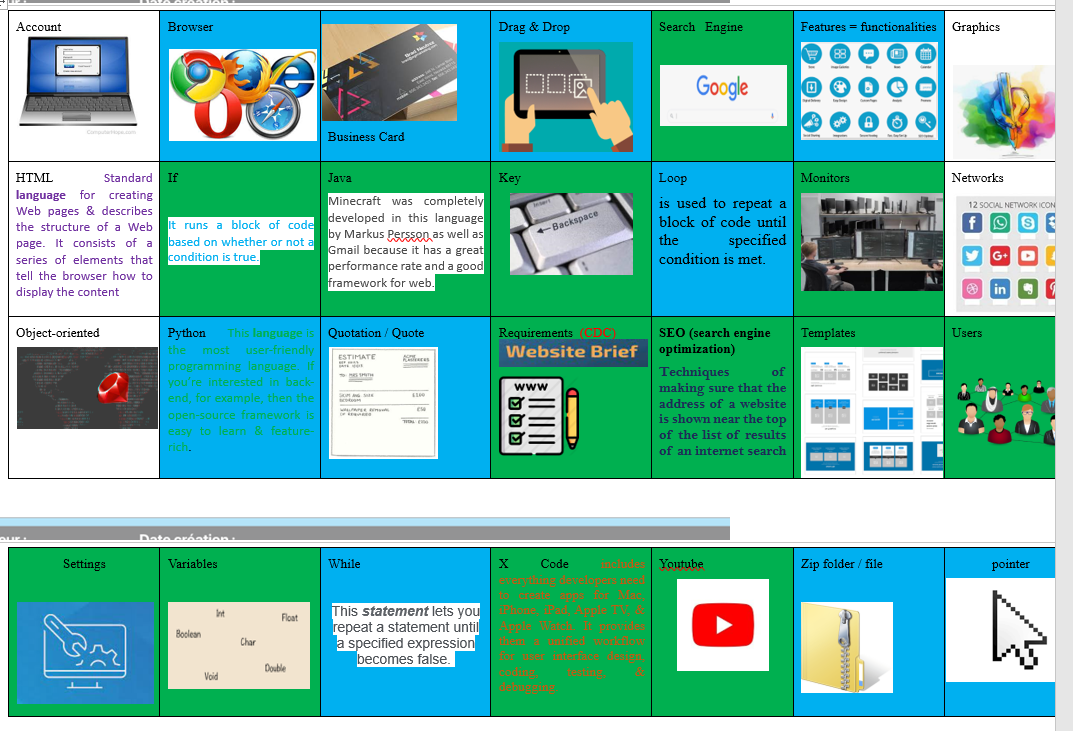 Date création :
Account
Computerhope.com
Browser
Business Card
Drag & Drop
Search Engine
Google
Features = functionalities
Graphics
HTML Standard
language for creating
Web pages & describes
the structure of a Web
page. It consists of a
series of elements that
tell the browser how to
display the content
If
It runs a block of code
based on whether or not a
condition is true.
Java
Minecraft was completely
developed in this language
by Markus Persson as well as
Gmail because it has a great
performance rate and a good
framework for web.
Key
Insert
Backspace
Loop
is used to repeat a
block of code until
the specified
condition is met.
Monitors
Networks
12 SOCIAL NETWORK ICON
Object-oriented
Python This language is
the most user-friendly
programming language. If
you're interested in back-
end, for example, then the
open-source framework is
easy to learn & feature-
rich.
Quotation / Quote
ESTIMATE
Requirements (CDC)
Website Brief
WWW
SEO (search engine
optimization)
Techniques of
making sure that the
address of a website
is shown near the top
of the list of results
of an internet search
Templates
Users
Date création :
Settings
Variables
Int
Float
Boolean
Char
Double
Void
While
This statement lets you
repeat a statement until
a specified expression
becomes false.
X Code includes
everything developers need
to create apps for Mac,
iPhone, iPad, Apple TV, &
Apple Watch. It provides
them a unified workflow
for user interface design,
coding, testing, &
debugging.
Youtube
Zip folder / file
pointer